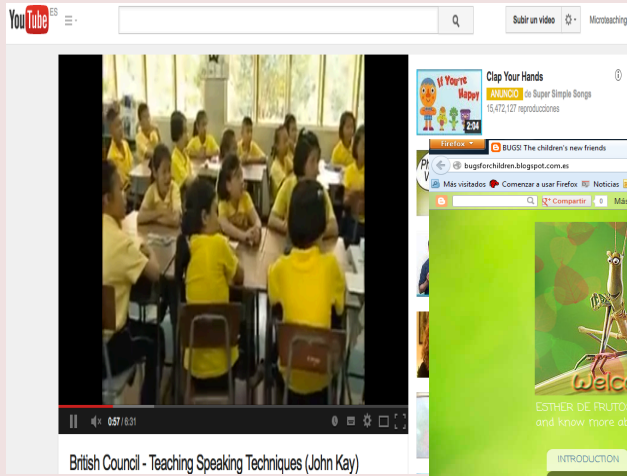 YouTube ES
Subir un video
Microteaching
If You're
Happy
2:04
Clap Your Hands
ANUNCIO de Super Simple Songs
15,472,127 reproducciones
Firefox
BUGS! The children's new friends
bugsforchildren.blogspot.com.es
Más visitados Comenzar a usar Firefox Noticias
Compartir 0 Más
ESTHER DE FRUTO
and know more ab
INTRODUCTION
0:57 / 6:31
British Council - Teaching Speaking Techniques (John Kay)